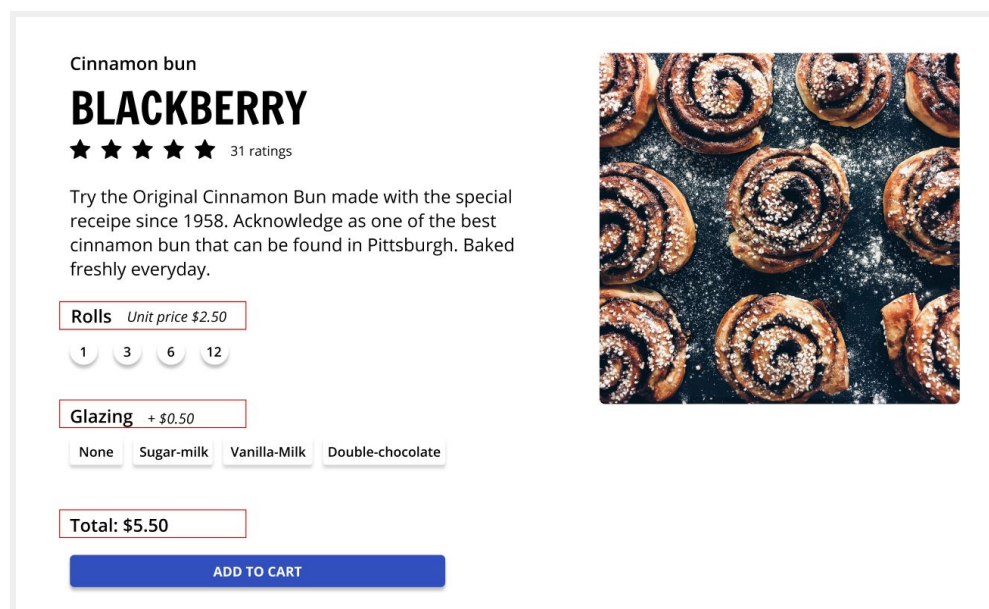 Cinnamon bun
BLACKBERRY
31 ratings
Try the Original Cinnamon Bun made with the special
receipe since 1958. Acknowledge as one of the best
cinnamon bun that can be found in Pittsburgh. Baked
freshly everyday.
Rolls Unit price $2.50
1 3 6 12
Glazing + $0.50
None Sugar-milk Vanilla-Milk Double-chocolate
Total: $5.50
ADD TO CART